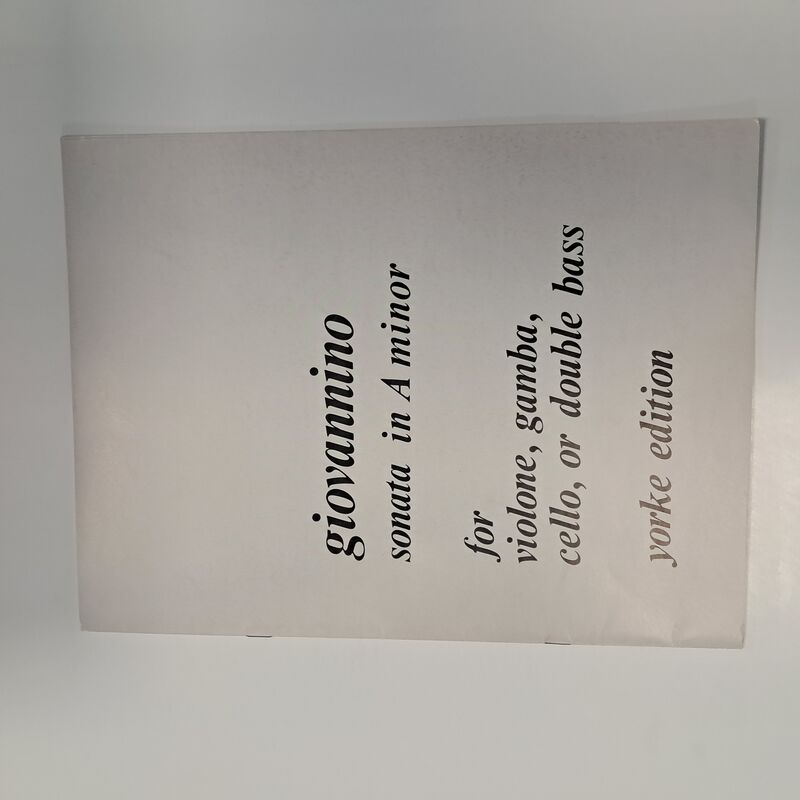 giovannino
sonata in A minor
for
violone, gamba,
cello, or double bass
yorke edition